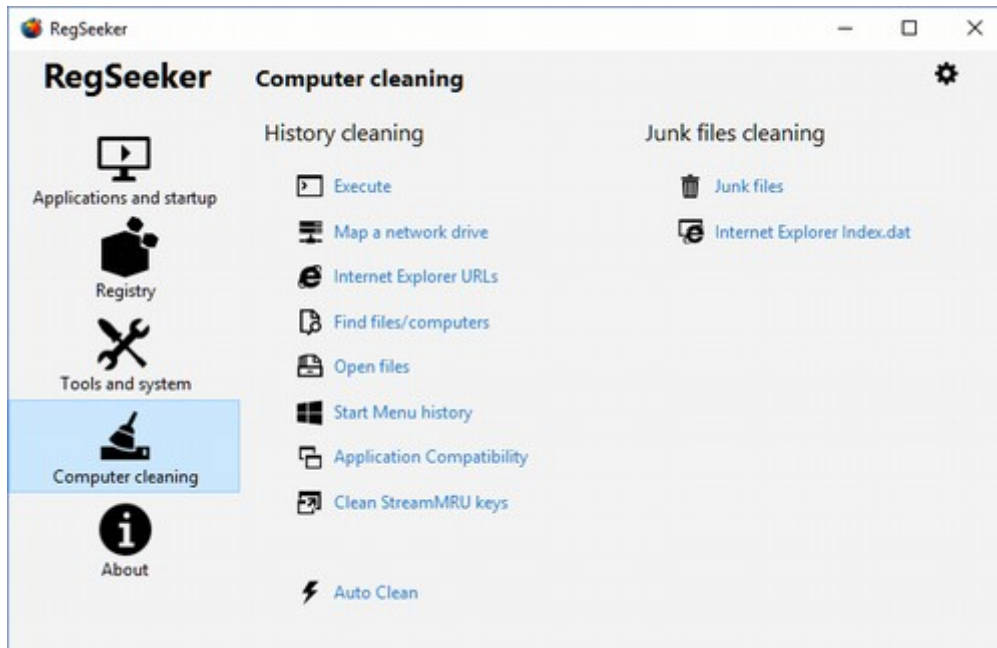 RegSeeker
RegSeeker
Computer cleaning
Applications and startup
Registry
Tools and system
Computer cleaning
About
History cleaning
Execute
Map a network drive
Internet Explorer URLs
Find files/computers
Open files
Start Menu history
Application Compatibility
Clean StreamMRU keys
Auto Clean
Junk files cleaning
Junk files
Internet Explorer Index.dat